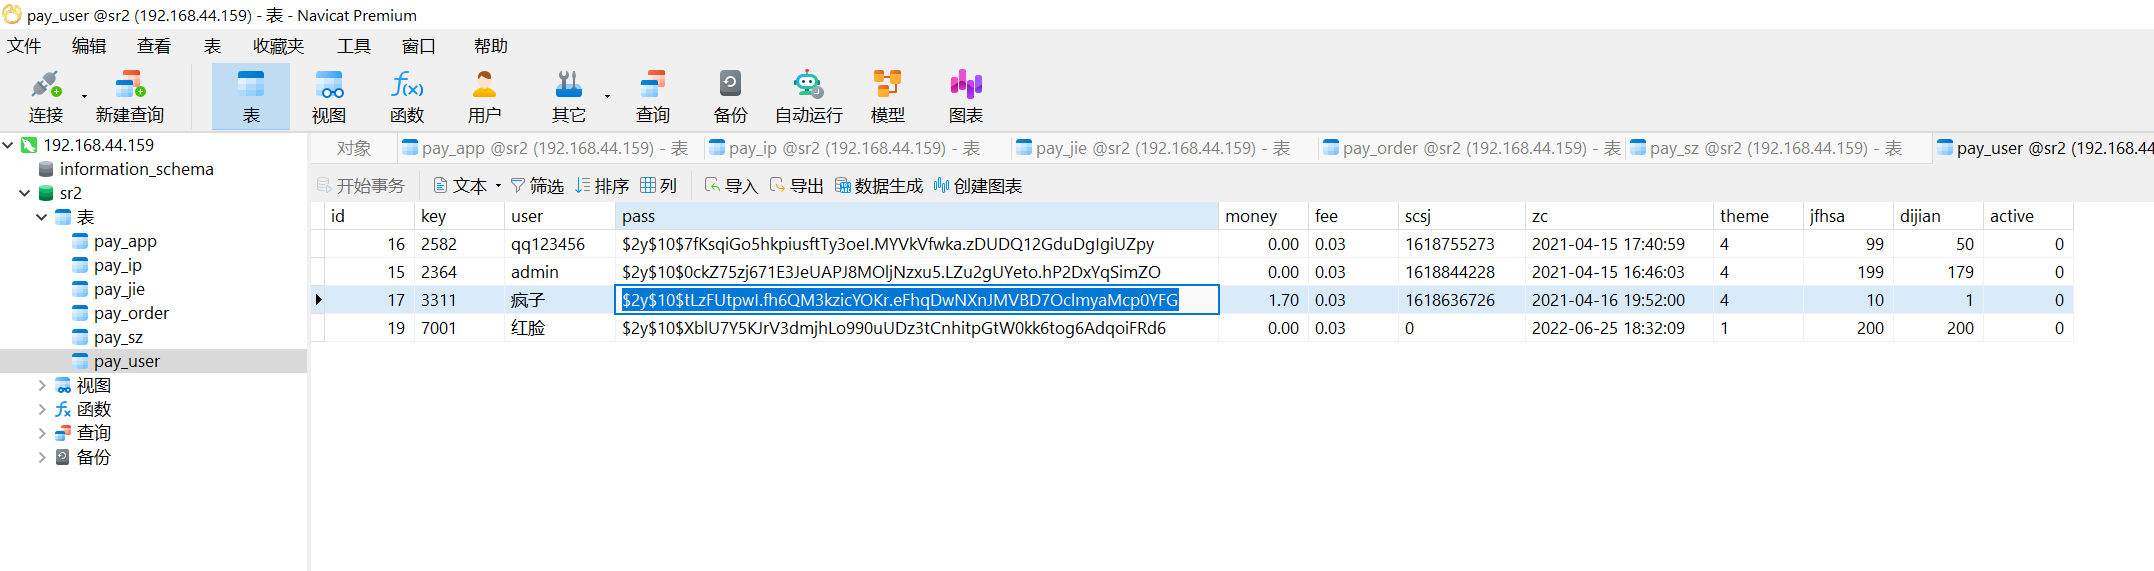 pay_user @sr2 (192.168.44.159) - 表 - Navicat Premium
文件 编辑 查看 表 收藏夹 工具 窗口 帮助
连接 新建查询 表 视图 函数 用户 其它 查询 备份 自动运行 模型 图表
192.168.44.159
information_schema
sr2
表
pay_app
pay_ip
pay_jie
pay_order
pay_sz
pay_user
视图
函数
查询
备份
对象 pay_app @sr2 (192.168.44.159) - 表 pay_ip @sr2 (192.168.44.159) - 表 pay_jie @sr2 (192.168.44.159) - 表 pay_order @sr2 (192.168.44.159) - 表 pay_sz @sr2 (192.168.44.159) - 表 pay_user @sr2 (192.168.44
开始事务 文本 筛选 排序 列 导入 导出 数据生成 创建图表
id key user pass money fee scsj zc theme jfhsa dijian active
16 2582 qq123456 $2y$10$7fKsqiGo5hkpiusftTy3oeI.MYVkVfwka.zDUDQ12GduDgIgiUZpy 0.00 0.03 1618755273 2021-04-15 17:40:59 4 99 50 0
15 2364 admin $2y$10$0ckZ75zj671E3JeUAPJ8MOljNzxu5.LZu2gUYeto.hP2DxYqSimZO 0.00 0.03 1618844228 2021-04-15 16:46:03 4 199 179 0
17 3311 疯子 $2y$10$tLzFUtpwI.fh6QM3kzicYOKr.eFhqDwNXnJMVBD7OclmyaMcp0YFG 1.70 0.03 1618636726 2021-04-16 19:52:00 4 10 1 0
19 7001 红脸 $2y$10$XblU7Y5KJrV3dmjhLo990uUDz3tCnhitpGtW0kk6tog6AdqoiFRd6 0.00 0.03 0 2022-06-25 18:32:09 1 200 200 0